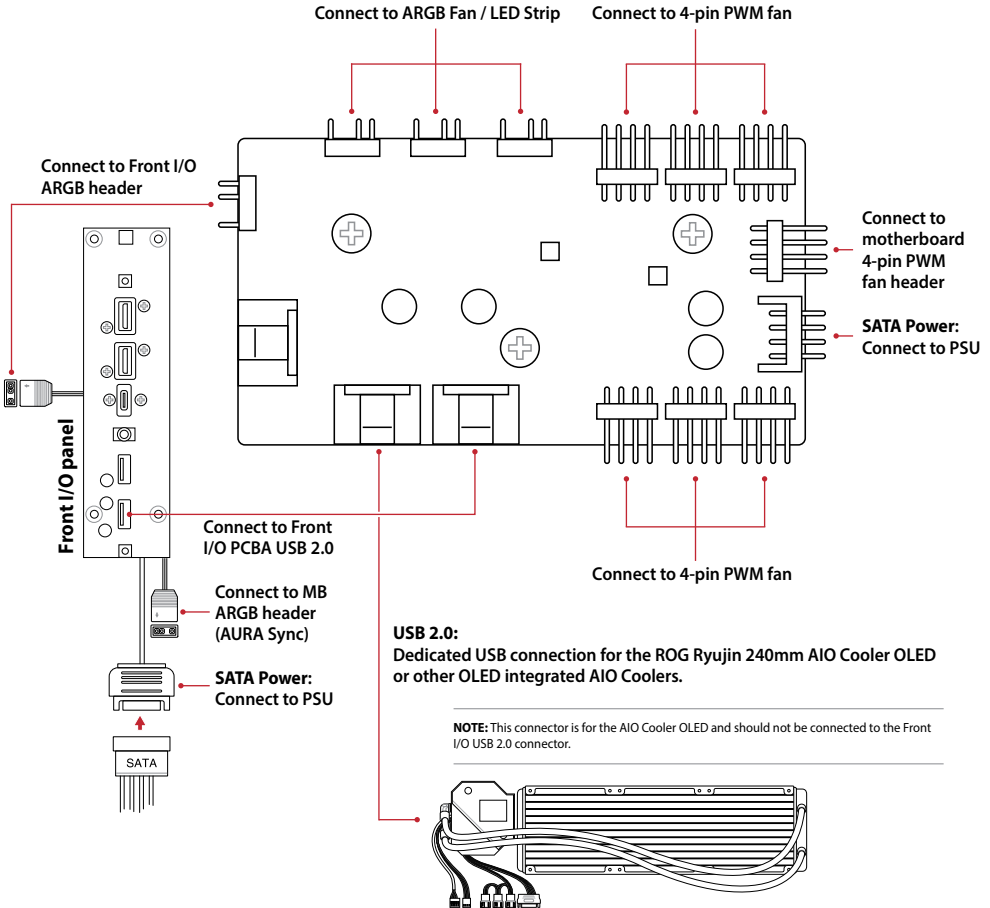 Connect to ARGB Fan / LED Strip
Connect to 4-pin PWM fan
Connect to Front I/O
ARGB header
Connect to
motherboard
4-pin PWM
fan header
SATA Power:
Connect to PSU
Front I/O panel
Connect to Front
I/O PCBA USB 2.0
Connect to 4-pin PWM fan
Connect to MB
ARGB header
(AURA Sync)
USB 2.0:
Dedicated USB connection for the ROG Ryujin 240mm AIO Cooler OLED
or other OLED integrated AIO Coolers.
SATA Power:
Connect to PSU
NOTE: This connector is for the AIO Cooler OLED and should not be connected to the Front
I/O USB 2.0 connector.
SATA